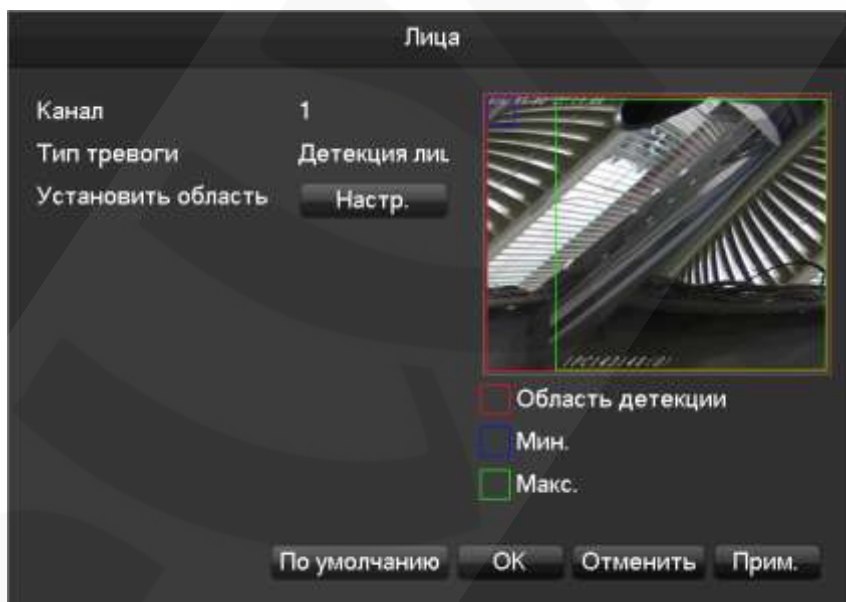 Лица
Канал 1
Тип тревоги Детекция лиц
Установить область Настр.
Область детекции
Мин.
Макс.
По умолчанию OK Отменить Прим.